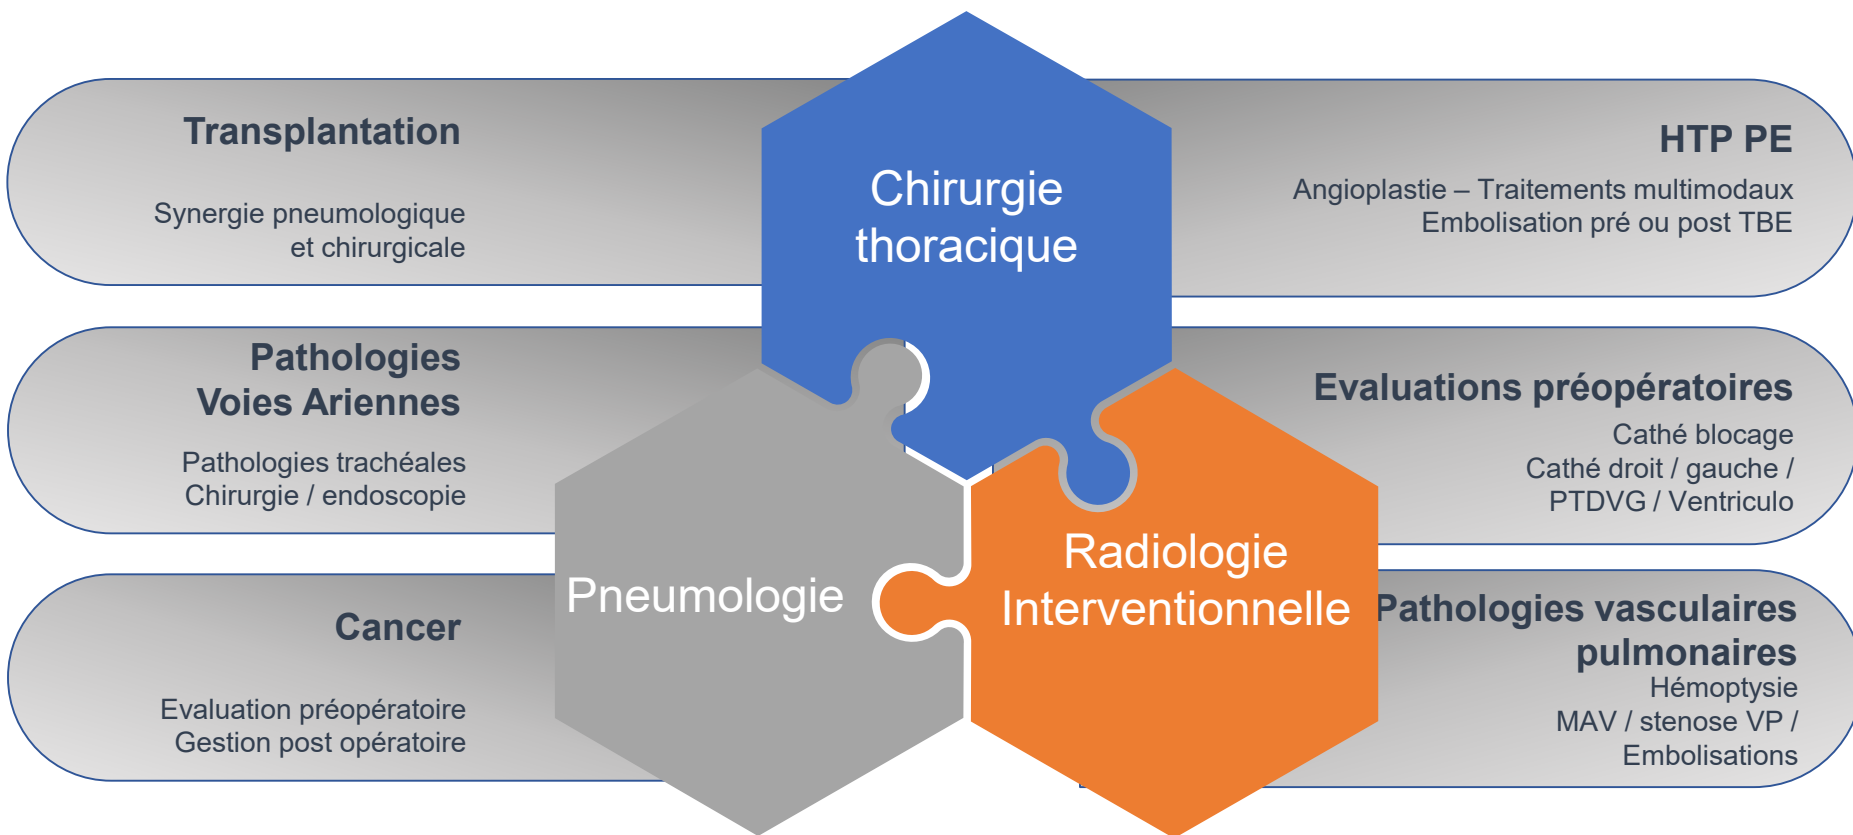 Transplantation
Synergie pneumologique
et chirurgicale
Pathologies
Voies Ariennes
Pathologies trachéales
Chirurgie / endoscopie
Cancer
Evaluation préopératoire
Gestion post opératoire
Chirurgie
thoracique
Pneumologie
Radiologie
Interventionnelle
HTP PE
Angioplastie – Traitements multimodaux
Embolisation pré ou post TBE
Evaluations préopératoires
Cathé blocage
Cathé droit / gauche /
PTDVG / Ventriculo
Pathologies vasculaires
pulmonaires
Hémoptysie
MAV / stenose VP /
Embolisations